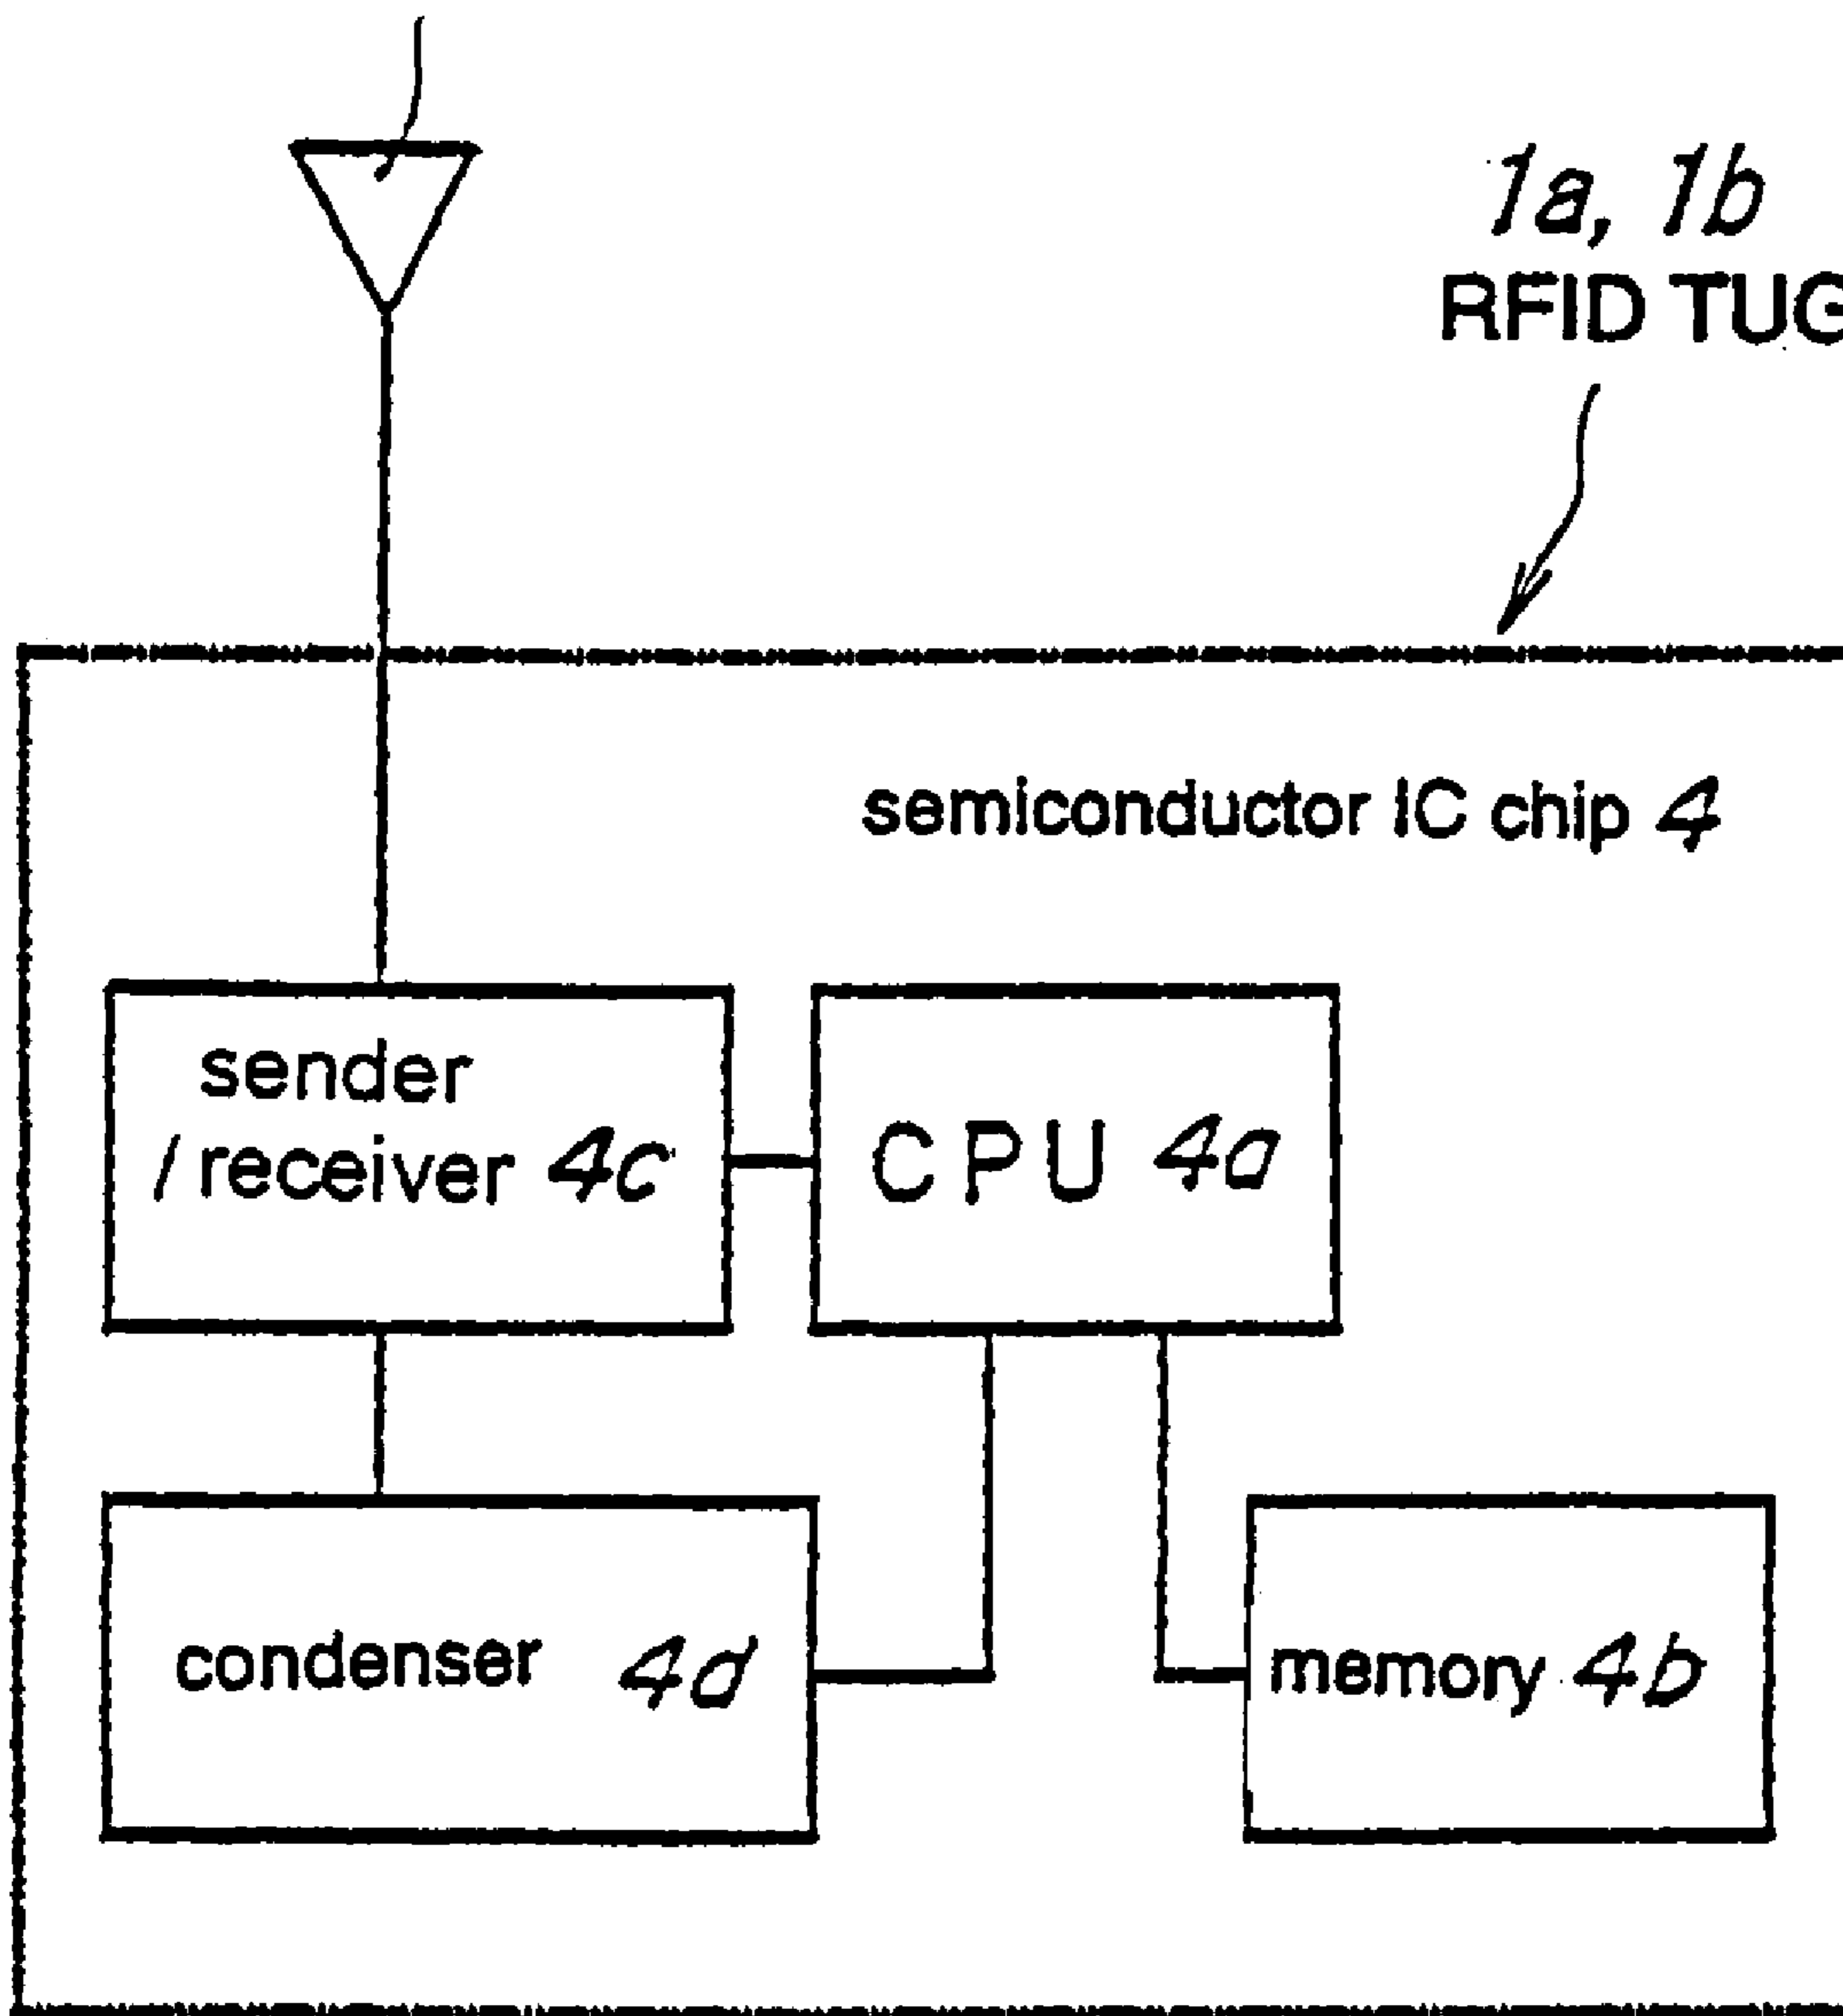 1a, 1b
RFID TUG
semiconductor IC chip 4
sender
/ receiver 4c
CPU 4a
condenser 4d
memory 4b